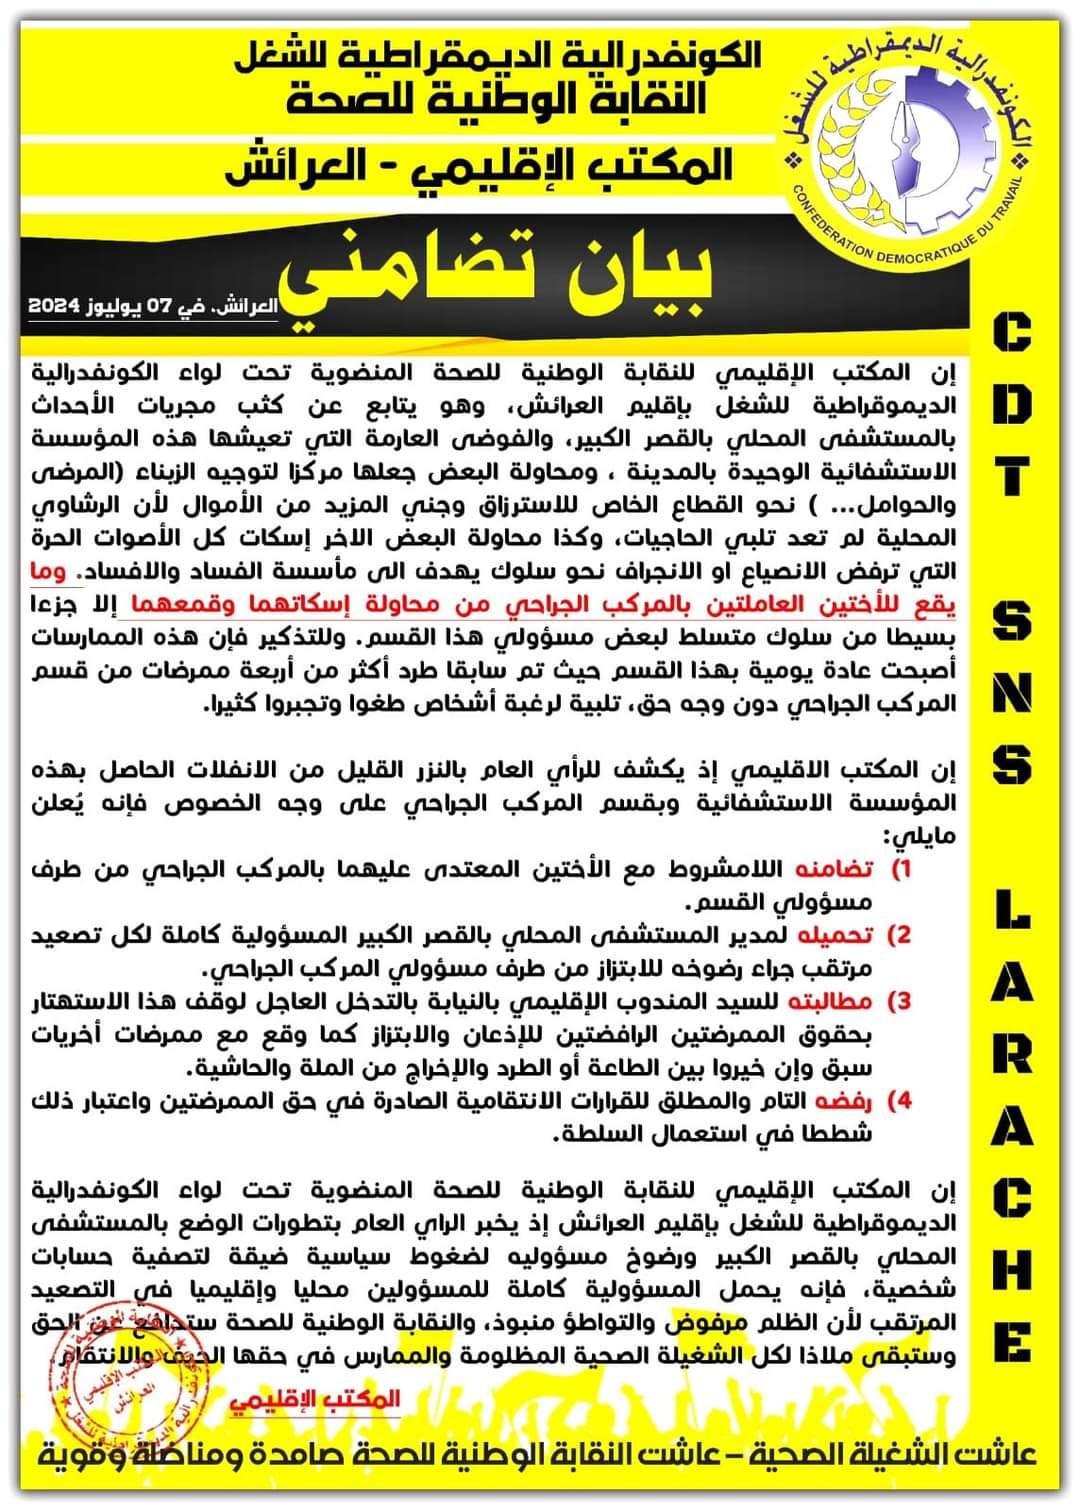 الكونفدرالية الديمقراطية للشغل
النقابة الوطنية للصحة
المكتب الإقليمي - العرائش
الكونفدرالية الديمقراطية للشغل
CONFEDERATION DEMOCRATIQUE DU TRAVAIL
بيان تضامني
العرائش، في 07 يوليوز 2024
إن المكتب الإقليمي للنقابة الوطنية للصحة المنضوية تحت لواء الكونفدرالية
الديموقراطية للشغل بإقليم العرائش، وهو يتابع عن كثب مجريات الأحداث
بالمستشفى المحلي بالقصر الكبير، والفوضى العارمة التي تعيشها هذه المؤسسة
الاستشفائية الوحيدة بالمدينة ، ومحاولة البعض جعلها مركزا لتوجيه الزبناء (المرضى
والحوامل... ) نحو القطاع الخاص للاسترزاق وجني المزيد من الأموال لأن الرشاوي
المحلية لم تعد تلبي الحاجيات، وكذا محاولة البعض الاخر إسكات كل الأصوات الحرة
التي ترفض الانصياع او الانجراف نحو سلوك يهدف الى مأسسة الفساد والافساد. وما
يقع للأختين العاملتين بالمركب الجراحي من محاولة إسكاتهما وقمعهما إلا جزءا
بسيطا من سلوك متسلط لبعض مسؤولي هذا القسم. وللتذكير فإن هذه الممارسات
أصبحت عادة يومية بهذا القسم حيث تم سابقا طرد أكثر من أربعة ممرضات من قسم
المركب الجراحي دون وجه حق، تلبية لرغبة أشخاص طغوا وتجبروا كثيرا.
إن المكتب الاقليمي إذ يكشف للرأي العام بالنزر القليل من الانفلات الحاصل بهذه
المؤسسة الاستشفائية وبقسم المركب الجراحي على وجه الخصوص فإنه يُعلن
مايلي:
1) تضامنه اللامشروط مع الأختين المعتدى عليهما بالمركب الجراحي من طرف
مسؤولي القسم.
2) تحميله لمدير المستشفى المحلي بالقصر الكبير المسؤولية كاملة لكل تصعيد
مرتقب جراء رضوخه للابتزاز من طرف مسؤولي المركب الجراحي.
3) مطالبته للسيد المندوب الإقليمي بالنيابة بالتدخل العاجل لوقف هذا الاستهتار
بحقوق الممرضتين الرافضتين للإذعان والابتزاز كما وقع مع ممرضات أخريات
سبق وإن خيروا بين الطاعة أو الطرد والإخراج من الملة والحاشية.
4) رفضه التام والمطلق للقرارات الانتقامية الصادرة في حق الممرضتين واعتبار ذلك
شططا في استعمال السلطة.
إن المكتب الإقليمي للنقابة الوطنية للصحة المنضوية تحت لواء الكونفدرالية
الديموقراطية للشغل بإقليم العرائش إذ يخبر الراي العام بتطورات الوضع بالمستشفى
المحلي بالقصر الكبير ورضوخ مسؤوليه لضغوط سياسية ضيقة لتصفية حسابات
شخصية، فإنه يحمل المسؤولية كاملة للمسؤولين محليا وإقليميا في التصعيد
المرتقب لأن الظلم مرفوض والتواطؤ منبوذ، والنقابة الوطنية للصحة ستدافع عن الحق
وستبقى ملاذا لكل الشغيلة الصحية المظلومة والممارس في حقها الحيف والانتقام.
المكتب الإقليمي
النقابة الوطنية للصحة
المكتب الإقليمي
العرائش
الكونفدرالية الديمقراطية للشغل
عاشت الشغيلة الصحية – عاشت النقابة الوطنية للصحة صامدة ومناضلة وقوية
CDT SNS LARACHE